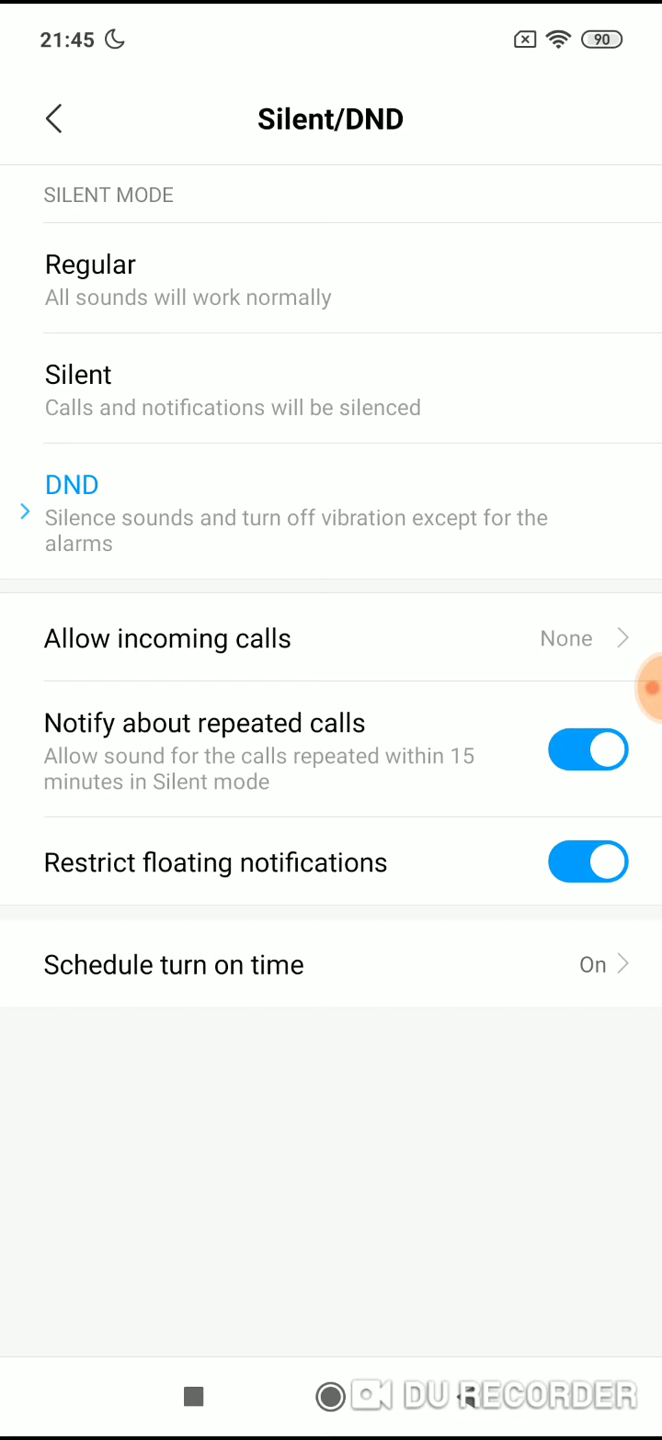 21:45
90
Silent/DND
SILENT MODE
Regular
All sounds will work normally
Silent
Calls and notifications will be silenced
DND
Silence sounds and turn off vibration except for the
alarms
Allow incoming calls
None
Notify about repeated calls
Allow sound for the calls repeated within 15
minutes in Silent mode
Restrict floating notifications
Schedule turn on time
On
DU RECORDER